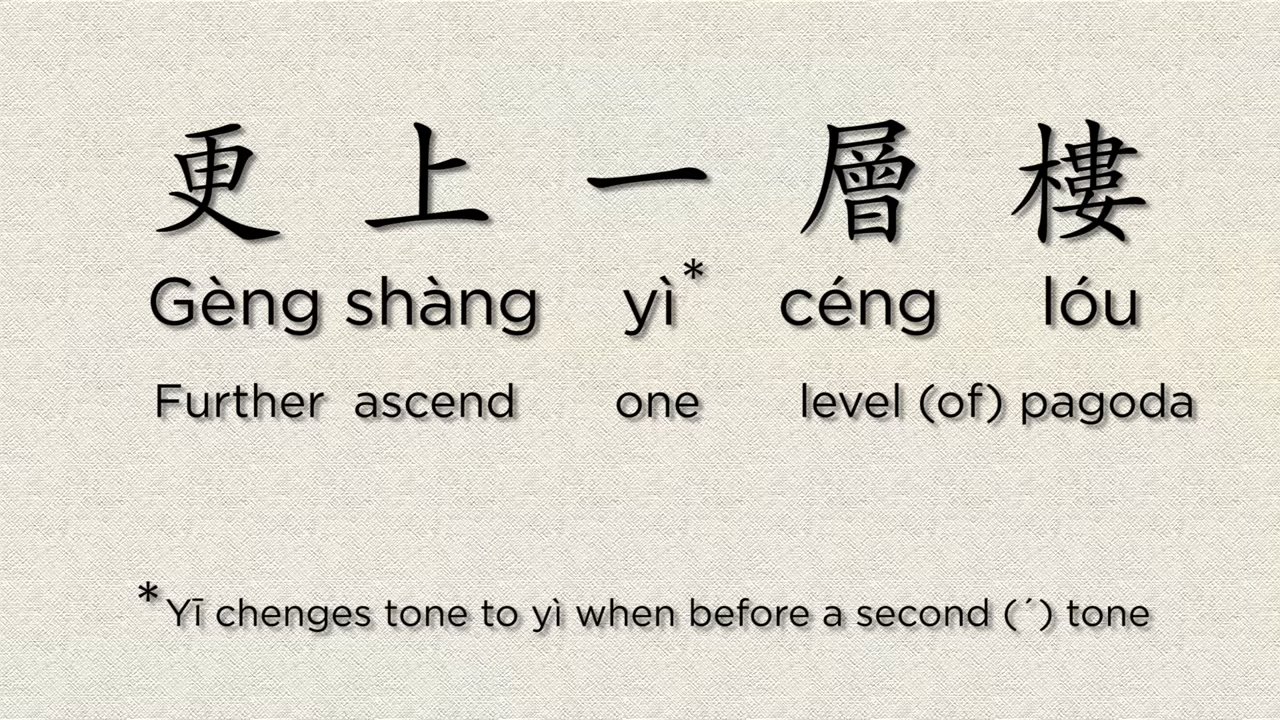 更上一層樓
Gèng shàng yì* céng lóu
Further ascend one level (of) pagoda
*Yī chenges tone to yì when before a second (´) tone